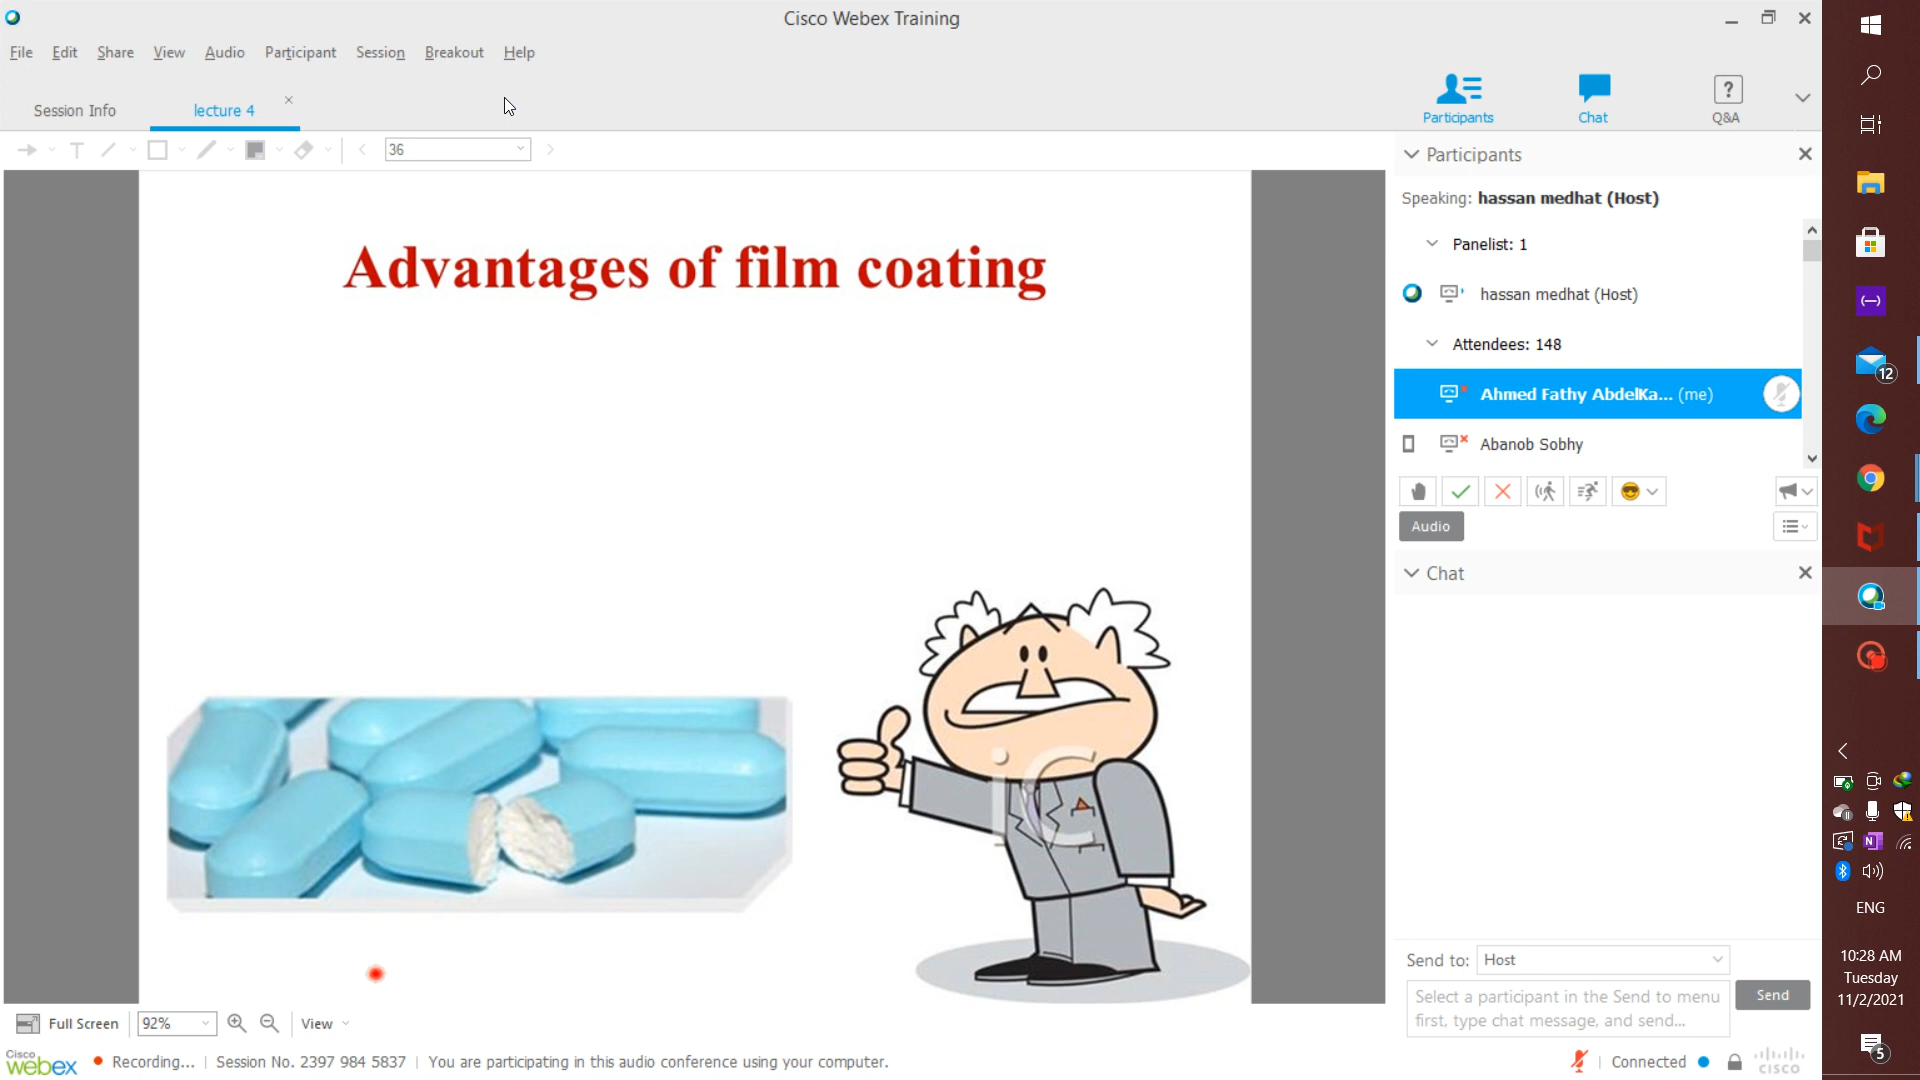 Cisco Webex Training
File Edit Share View Audio Participant Session Breakout Help
Session Info
lecture 4
Participants
Chat
Q&A
36
Advantages of film coating
iC
Participants
Speaking: hassan medhat (Host)
Panelist: 1
hassan medhat (Host)
Attendees: 148
Ahmed Fathy AbdelKa... (me)
Abanob Sobhy
Audio
Chat
Send to: Host
Select a participant in the Send to menu
first, type chat message, and send...
Send
Full Screen 92% View
Cisco
webex
Recording... Session No. 2397 984 5837 You are participating in this audio conference using your computer.
Connected
cisco
12
ENG
10:28 AM
Tuesday
11/2/2021
5